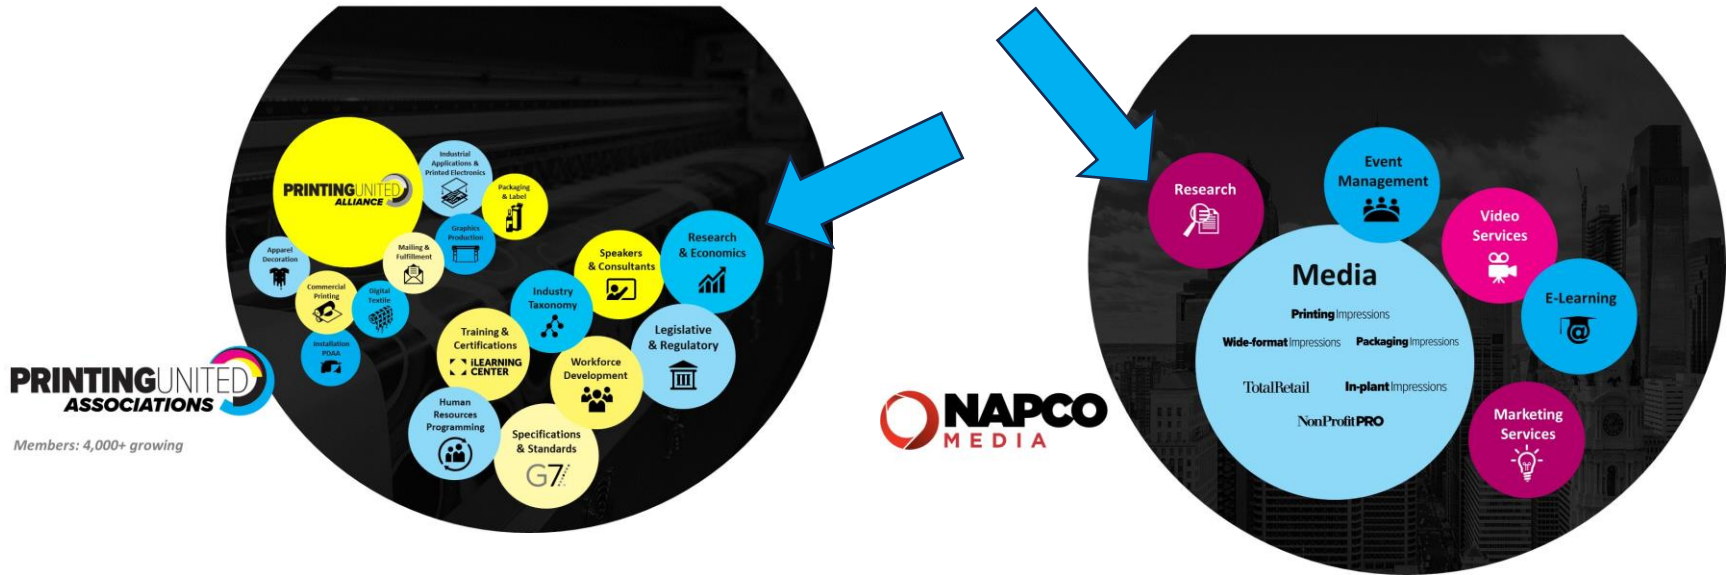 PRINTINGUNITED
ALLIANCE
Industrial
Applications &
Printed Electronics
Packaging
& Label
Graphics
Production
Mailing &
Fulfillment
Apparel
Decoration
Commercial
Printing
Digital
Textile
Installation
PDAA
Speakers
& Consultants
Research
& Economics
Industry
Taxonomy
Legislative
& Regulatory
Training &
Certifications
iLEARNING
CENTER
Workforce
Development
Human
Resources
Programming
Specifications
& Standards
G7
PRINTINGUNITED
ASSOCIATIONS
Members: 4,000+ growing
Research
Event
Management
Video
Services
E-Learning
@
Marketing
Services
Media
Printing Impressions
Wide-format Impressions
Packaging Impressions
TotalRetail
In-plant Impressions
NonProfit PRO
NAPCO
MEDIA